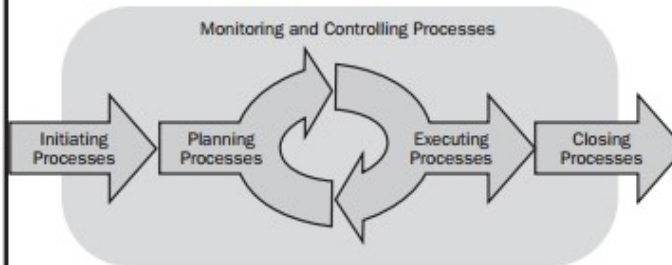 Monitoring and Controlling Processes
Initiating
Processes
Planning
Processes
Executing
Processes
Closing
Processes